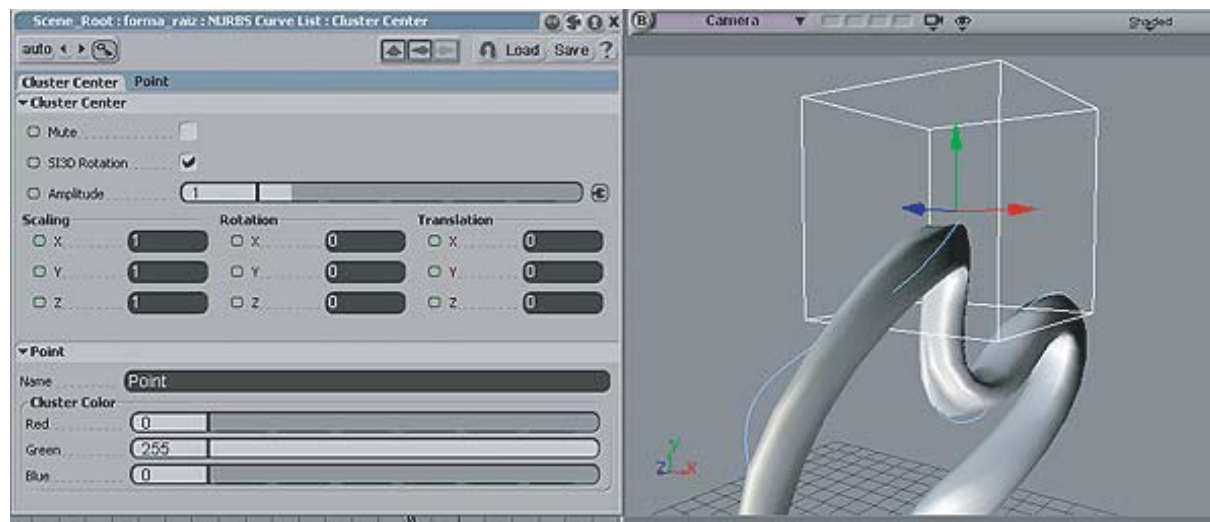 Scene_Root : forma_raiz : NURBS Curve List : Cluster Center
auto
Load Save ?
Cluster Center Point
Cluster Center
Mute
SI3D Rotation
Amplitude 1
Scaling Rotation Translation
X 1 X 0 X 0
Y 1 Y 0 Y 0
Z 1 Z 0 Z 0
Point
Name Point
Cluster Color
Red 0
Green 255
Blue 0
B Camera Shaded
Y
Z X